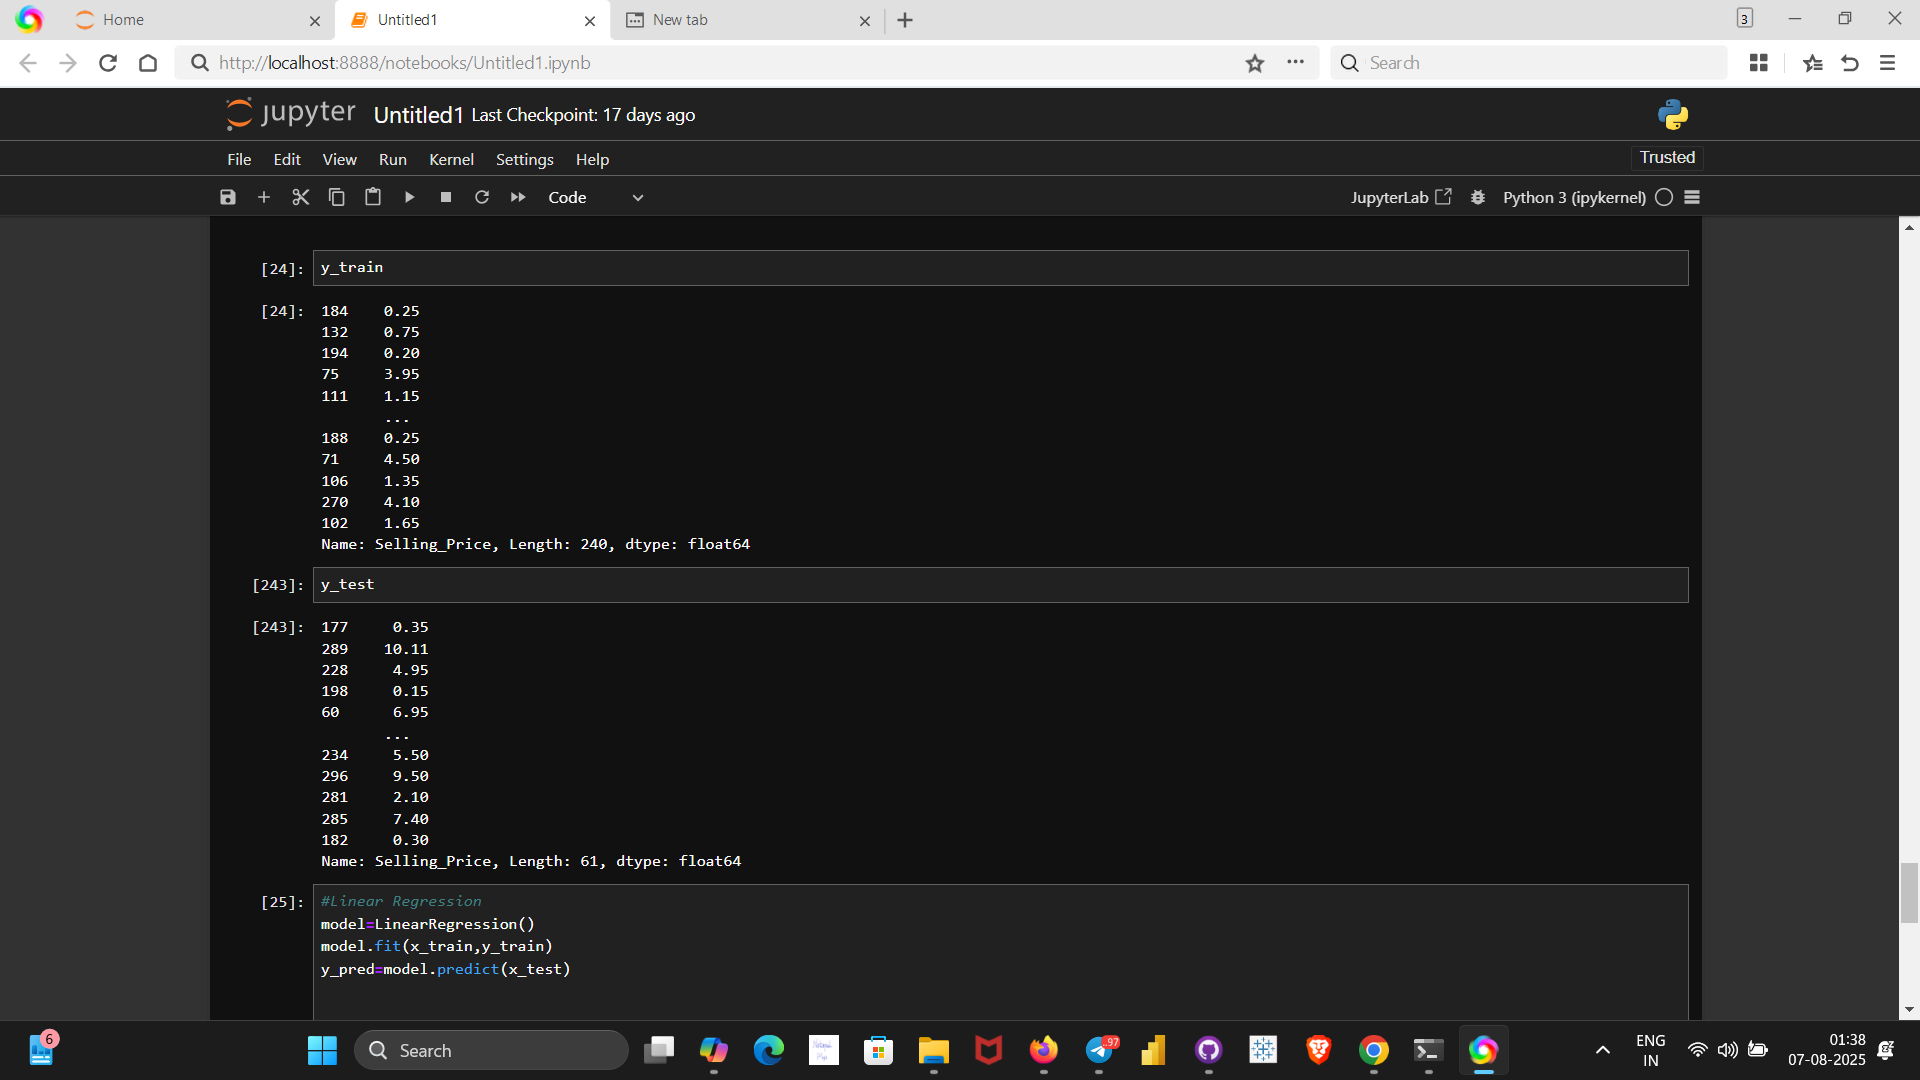 Home
Untitled1
New tab
3
http://localhost:8888/notebooks/Untitled1.ipynb
Search
jupyter Untitled1 Last Checkpoint: 17 days ago
File Edit View Run Kernel Settings Help
Trusted
Code
JupyterLab
Python 3 (ipykernel)
[24]: y_train
[24]: 184 0.25
132 0.75
194 0.20
75 3.95
111 1.15
...
188 0.25
71 4.50
106 1.35
270 4.10
102 1.65
Name: Selling_Price, Length: 240, dtype: float64
[243]: y_test
[243]: 177 0.35
289 10.11
228 4.95
198 0.15
60 6.95
...
234 5.50
296 9.50
281 2.10
285 7.40
182 0.30
Name: Selling_Price, Length: 61, dtype: float64
[25]: #Linear Regression
model=LinearRegression()
model.fit(x_train,y_train)
y_pred=model.predict(x_test)
6
Search
97
ENG
IN
01:38
07-08-2025